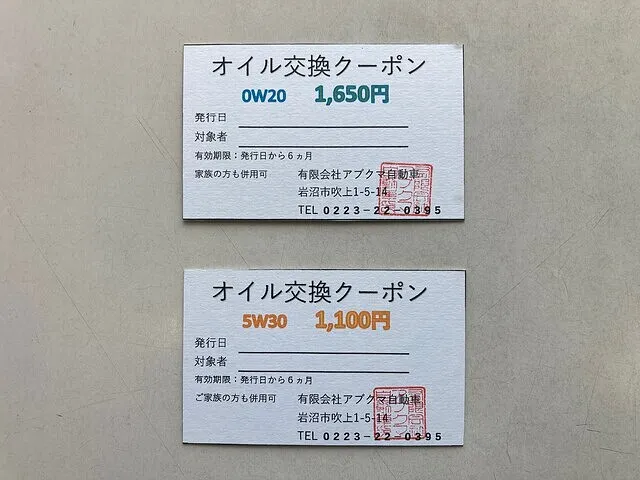 オイル交換クーポン
0W20 1,650円
発行日
対象者
有効期限：発行日から６ヵ月
家族の方も併用可
有限会社アブクマ自動車
岩沼市吹上1-5-14
TEL 0223-22-0395
オイル交換クーポン
5W30 1,100円
発行日
対象者
有効期限：発行日から６ヵ月
ご家族の方も併用可
有限会社アブクマ自動車
岩沼市吹上1-5-14
TEL 0223-22-0395